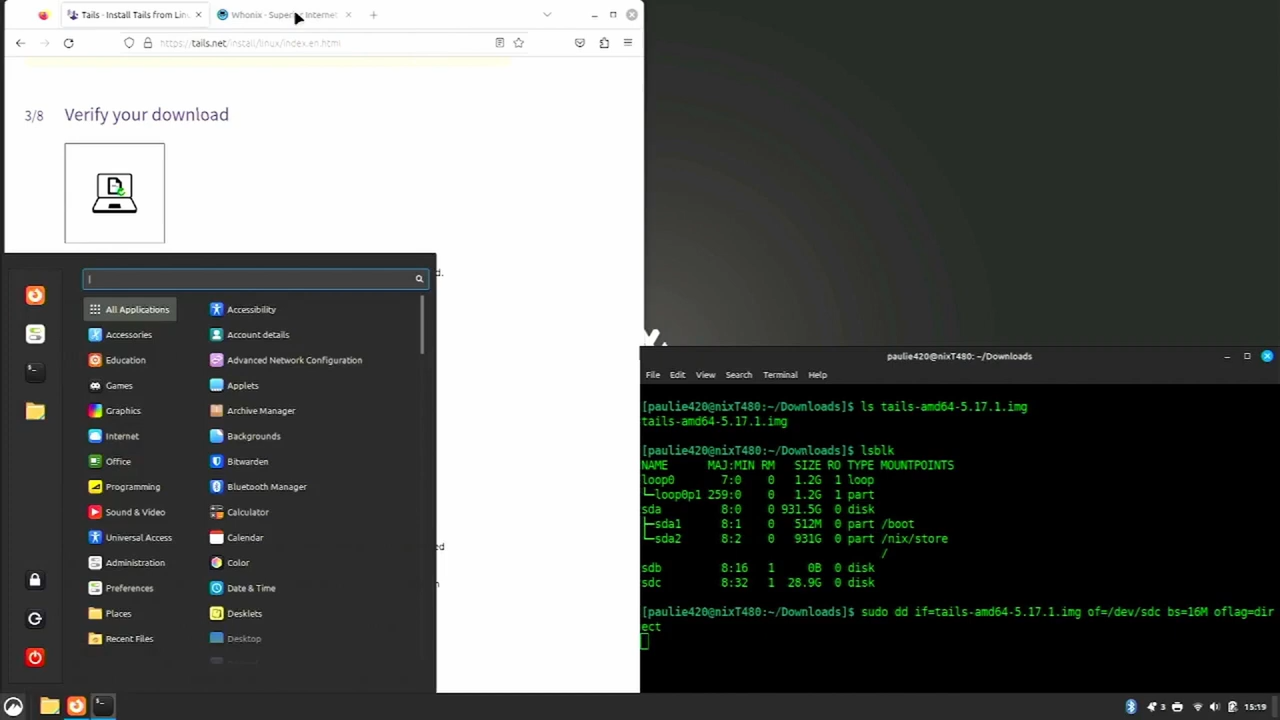 Tails - Install Tails from Lin
Whonix - Superior Internet
https://tails.net/install/linux/index.en.html
3/8 Verify your download
d.
ed
All Applications
Accessories
Education
Games
Graphics
Internet
Office
Programming
Sound & Video
Universal Access
Administration
Preferences
Places
Recent Files
Accessibility
Account details
Advanced Network Configuration
Applets
Archive Manager
Backgrounds
Bitwarden
Bluetooth Manager
Calculator
Calendar
Color
Date & Time
Desklets
Desktop
paulie420@nixT480: ~/Downloads
File Edit View Search Terminal Help
[paulie420@nixT480:~/Downloads]$ ls tails-amd64-5.17.1.img
tails-amd64-5.17.1.img
[paulie420@nixT480:~/Downloads]$ lsblk
NAME MAJ:MIN RM SIZE RO TYPE MOUNTPOINTS
loop0 7:0 0 1.2G 1 loop
└─loop0p1 259:0 0 1.2G 1 part
sda 8:0 0 931.5G 0 disk
├─sda1 8:1 0 512M 0 part /boot
└─sda2 8:2 0 931G 0 part /nix/store
/
sdb 8:16 1 0B 0 disk
sdc 8:32 1 28.9G 0 disk
[paulie420@nixT480:~/Downloads]$ sudo dd if=tails-amd64-5.17.1.img of=/dev/sdc bs=16M oflag=dir
ect
3
15:19